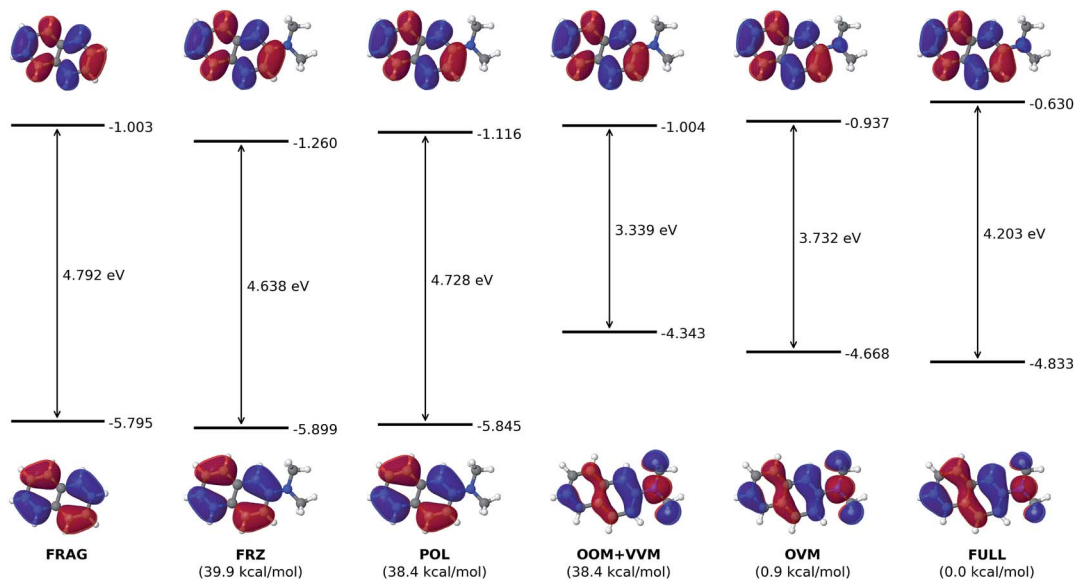 -1.003
-1.260
-1.116
-1.004
-0.937
-0.630
4.792 eV
4.638 eV
4.728 eV
3.339 eV
3.732 eV
4.203 eV
-5.795
-5.899
-5.845
-4.343
-4.668
-4.833
FRAG
FRZ
POL
OOM+VVM
OVM
FULL
(39.9 kcal/mol)
(38.4 kcal/mol)
(38.4 kcal/mol)
(0.9 kcal/mol)
(0.0 kcal/mol)